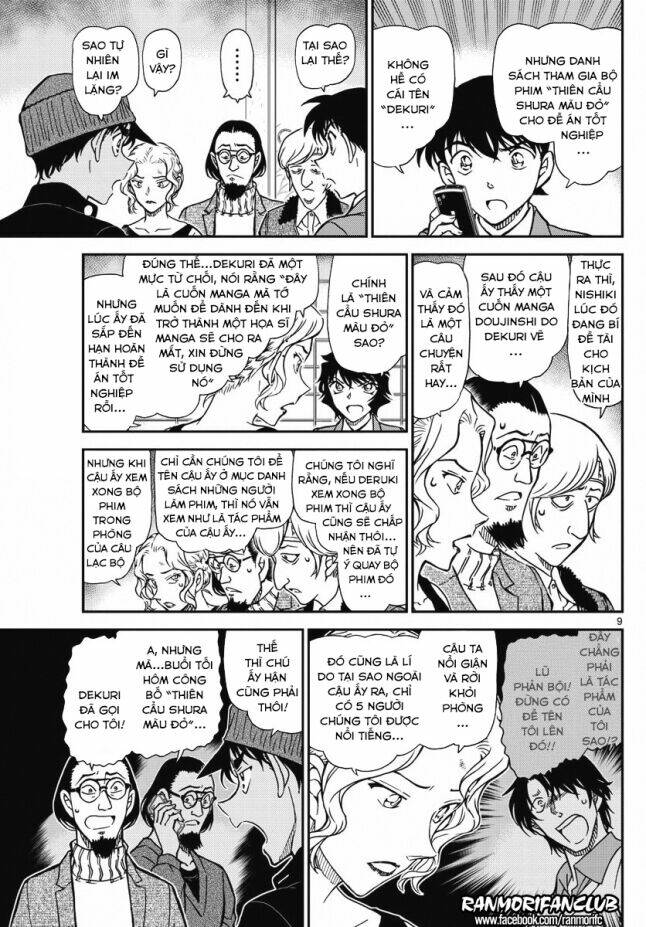 NHƯNG DANH
SÁCH THAM GIA BỘ
PHIM "THIÊN CẨU
SHURA MÀU ĐỎ"
CHO ĐỀ ÁN TỐT
NGHIỆP
...
KHÔNG
HỀ CÓ
CÁI TÊN
"DEKURI"
...
TẠI SAO
LẠI THẾ?
......
GÌ
VẬY?
SAO TỰ
NHIÊN
LẠI IM
LẶNG?
THỰC
RA THÌ,
NISHIKI
LÚC ĐÓ
ĐANG BÍ
ĐỀ TÀI
CHO
KỊCH
BẢN CỦA
MÌNH
SAU ĐÓ CẬU
ẤY THẤY MỘT
CUỐN MANGA
DOUJINSHI DO
DEKURI VẼ
...
VÀ CẢM
THẤY ĐÓ
LÀ MỘT
CÂU
CHUYỆN
RẤT
HAY...
CHÍNH
LÀ "THIÊN
CẨU SHURA
MÀU ĐỎ"
SAO?
ĐÚNG THẾ...DEKURI ĐÃ MỘT
MỰC TỪ CHỐI, NÓI RẰNG "ĐÂY
LÀ CUỐN MANGA MÀ TỚ
MUỐN ĐỂ DÀNH ĐẾN KHI
TRỞ THÀNH MỘT HỌA SĨ
MANGA SẼ CHO RA
MẮT, XIN ĐỪNG
SỬ DỤNG
NÓ"
NHƯNG
LÚC ẤY ĐÃ
SẮP ĐẾN
HẠN HOÀN
THÀNH ĐỀ
ÁN TỐT
NGHIỆP
RỒI...
CHÚNG TÔI NGHĨ
RẰNG, NẾU DERUKI
XEM XONG BỘ
PHIM THÌ CẬU ẤY
CŨNG SẼ CHẤP
NHẬN THÔI...
NÊN ĐÃ TỰ
Ý QUAY BỘ
PHIM ĐÓ
...
CHỈ CẦN CHÚNG TÔI ĐỂ
TÊN CẬU ẤY Ở MỤC DANH
SÁCH NHỮNG NGƯỜI
LÀM PHIM, THÌ NÓ VẪN
XEM NHƯ LÀ TÁC PHẨM
CỦA CẬU ẤY...
NHƯNG KHI
CẬU ẤY XEM
XONG BỘ
PHIM
TRONG
PHÒNG
CỦA CÂU
LẠC BỘ
9
ĐÂY
CHẲNG
PHẢI
LÀ TÁC
PHẨM
CỦA
TÔI
SAO!?
LŨ
PHẢN BỘI!
ĐỪNG CÓ
ĐỂ TÊN
TÔI LÊN
ĐÓ!!
CẬU TA
NỔI GIẬN
VÀ RỜI
KHỎI
PHÒNG
...
ĐÓ CŨNG LÀ LÍ
DO TẠI SAO NGOÀI
CẬU ẤY RA, CHỈ
CÓ 5 NGƯỜI
CHÚNG TÔI ĐƯỢC
NỔI TIẾNG...
THẾ
THÌ CHÚ
ẤY HẬN
CŨNG PHẢI
THÔI!
A, NHƯNG
MÀ...BUỔI TỐI
HÔM CÔNG
BỐ "THIÊN
CẨU SHURA
MÀU ĐỎ"...
DEKURI
ĐÃ GỌI
CHO TÔI!
RANMORIFANCLUB
www.facebook.com/ranmorifc